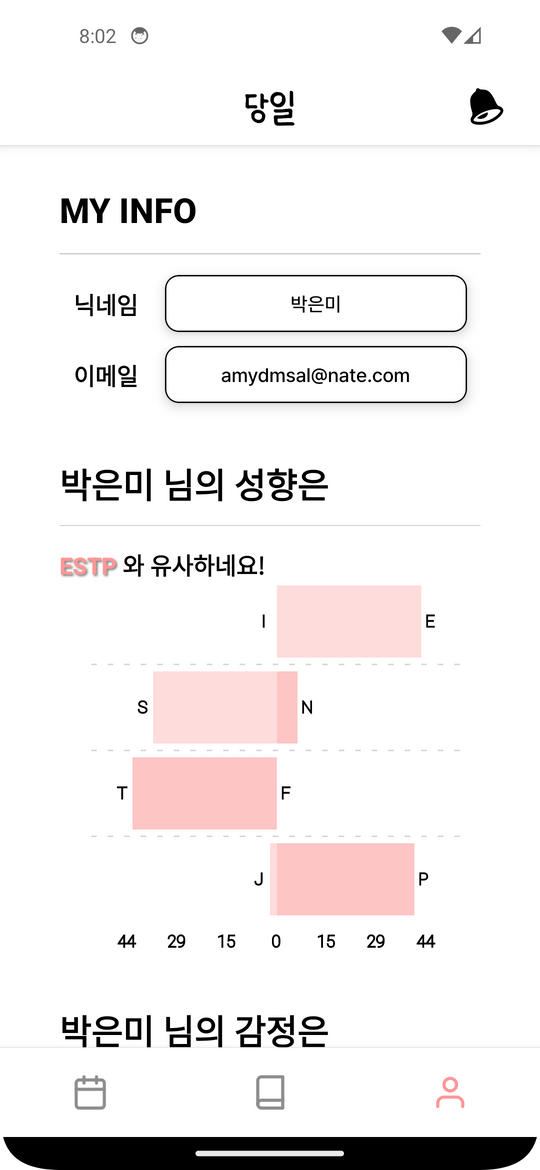 8:02
당일
MY INFO
닉네임 박은미
이메일 amydmsal@nate.com
박은미 님의 성향은
ESTP 와 유사하네요!
I E
S N
T F
J P
44 29 15 0 15 29 44
박은미 님의 감정은